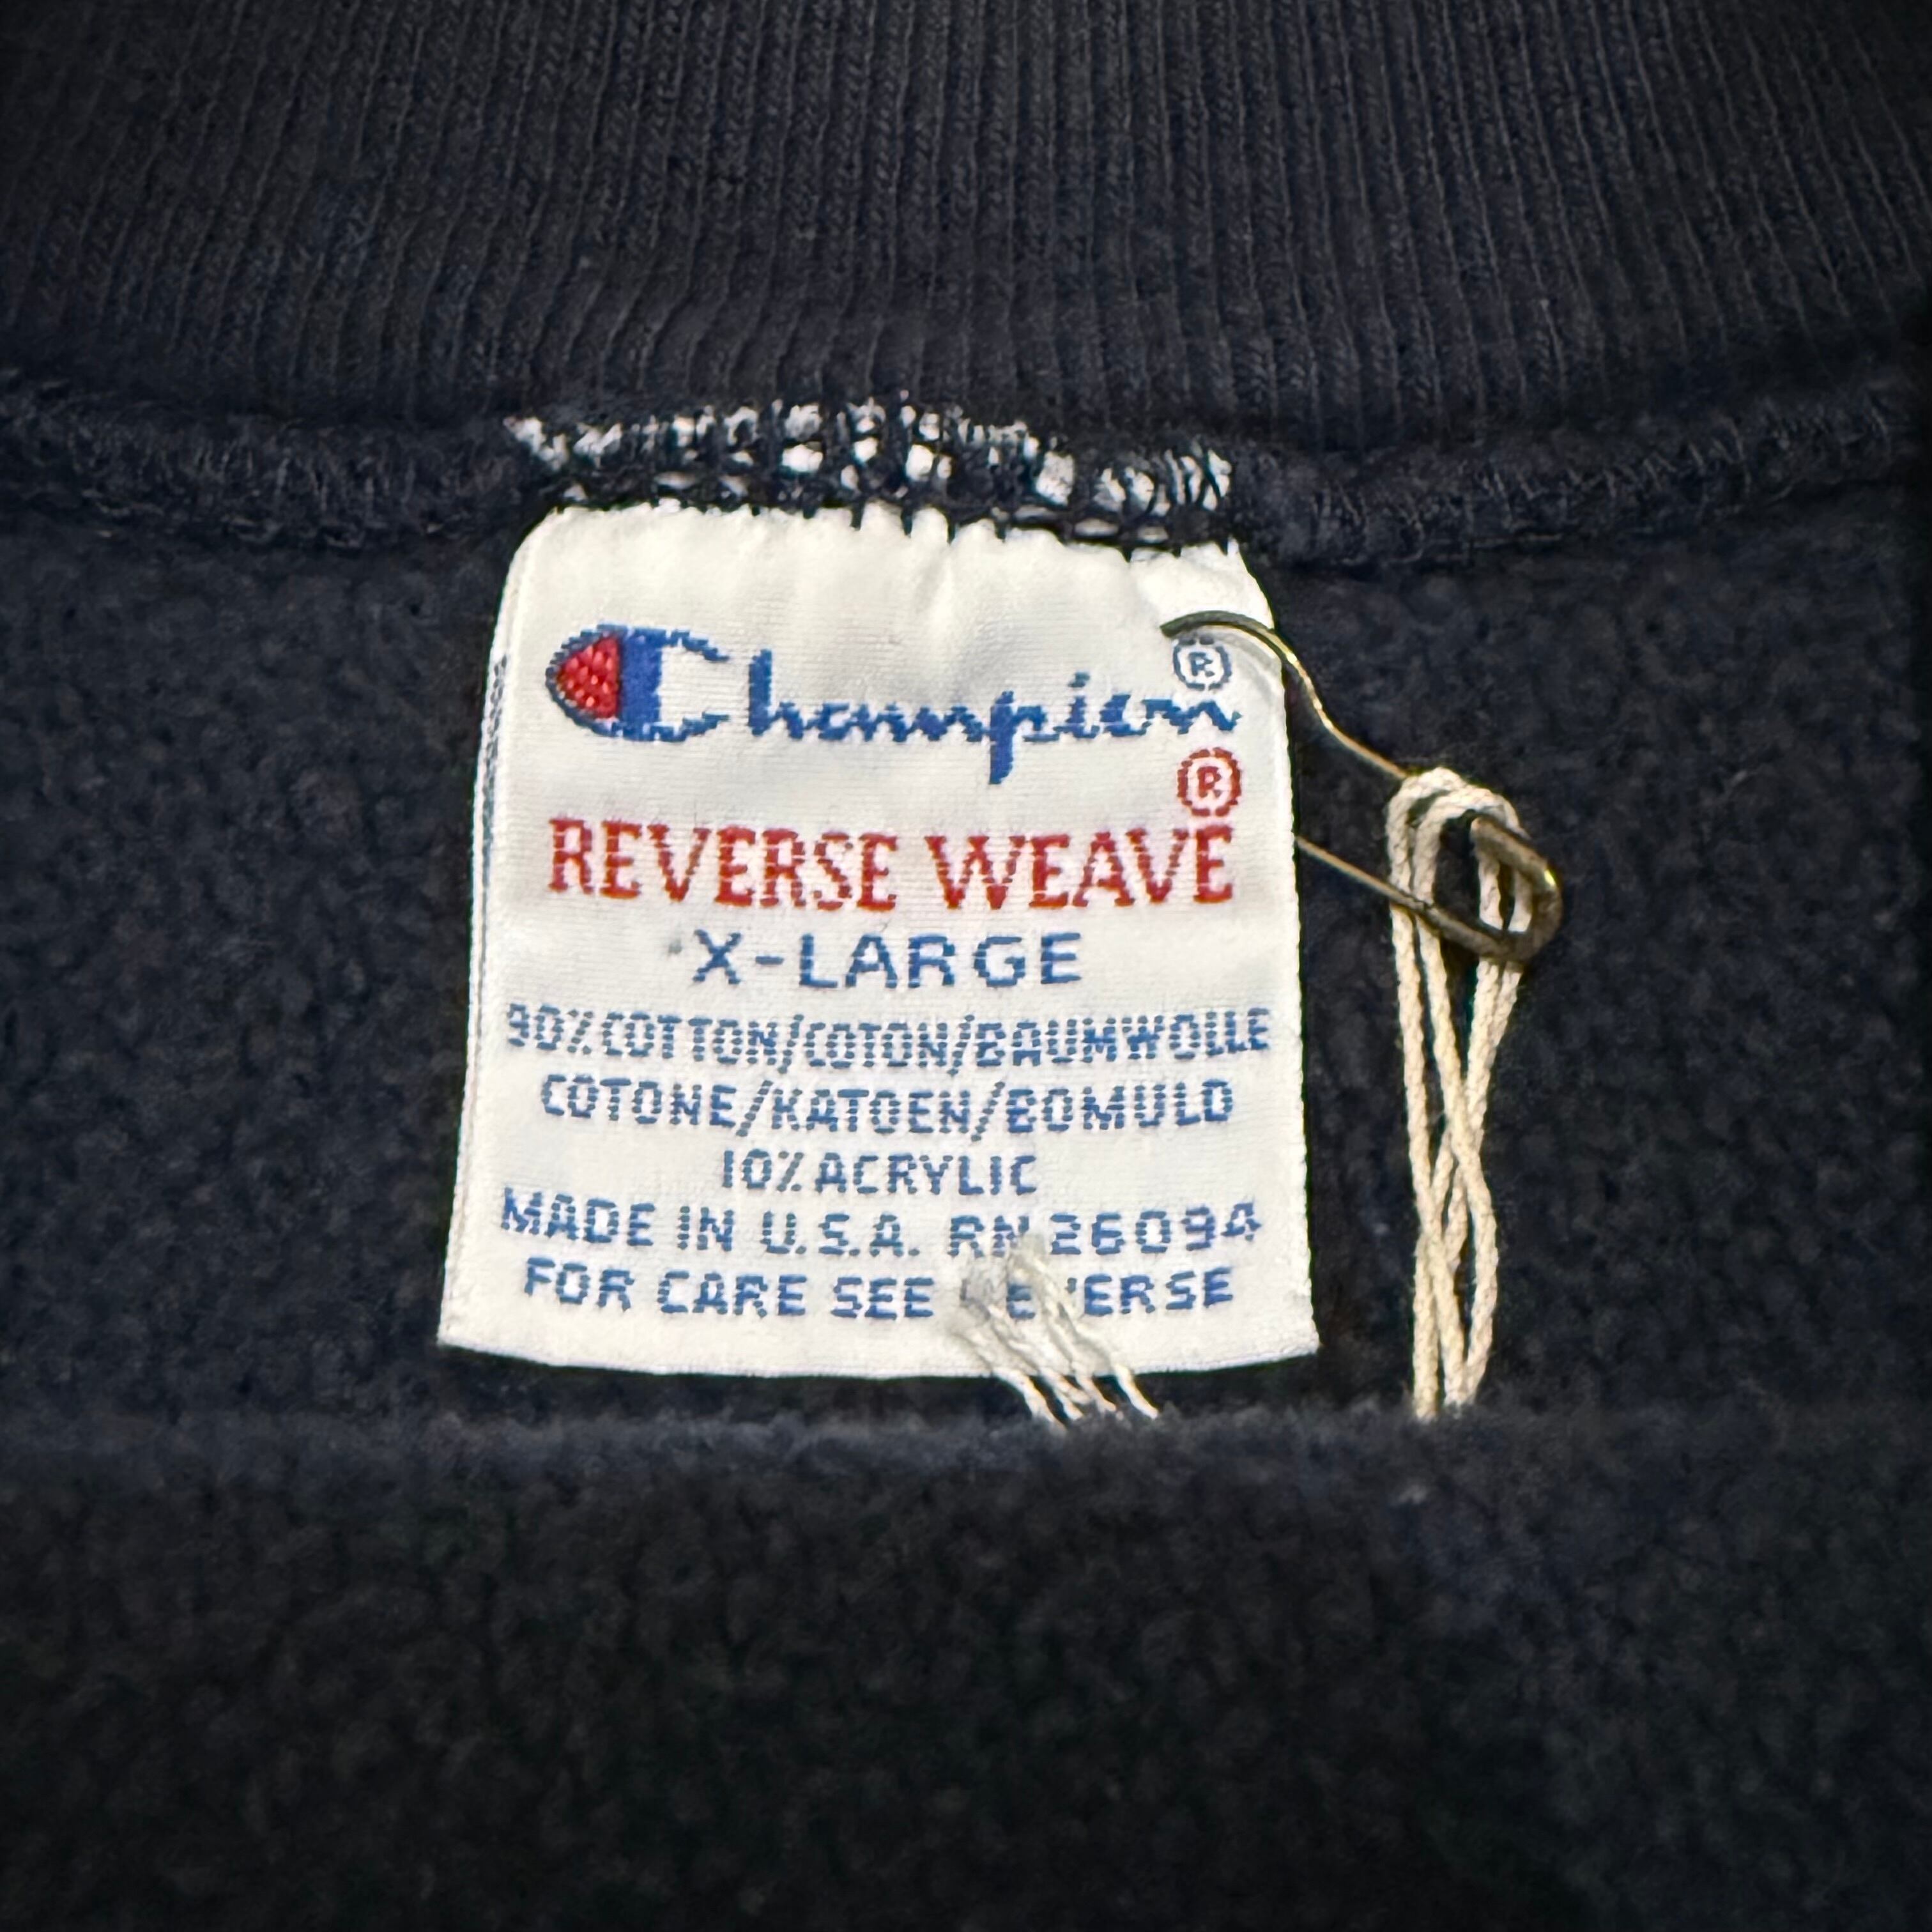 Champion®
®
REVERSE WEAVE
X-LARGE
90% COTTON/COTON/BAUMWOLLE
COTONE/KATOEN/BOMULD
10% ACRYLIC
MADE IN U.S.A. RN 26094
FOR CARE SEE REVERSE